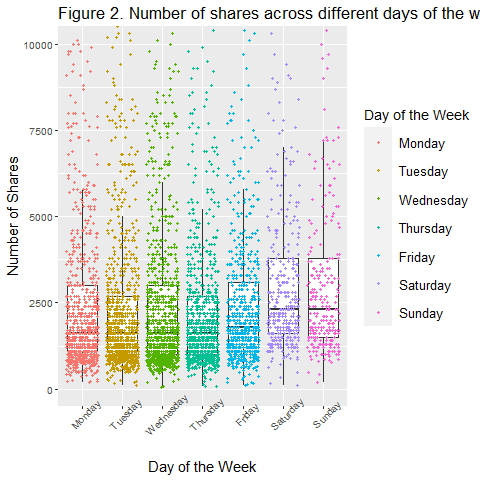 Figure 2. Number of shares across different days of the w
10000
7500
5000
2500
0
Number of Shares
Monday
Tuesday
Wednesday
Thursday
Friday
Saturday
Sunday
Day of the Week
Day of the Week
Monday
Tuesday
Wednesday
Thursday
Friday
Saturday
Sunday